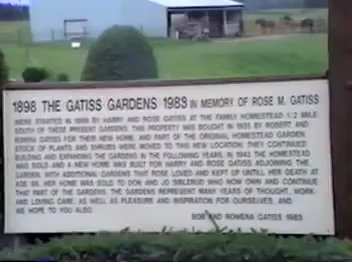 1898 THE GATISS GARDENS 1983 IN MEMORY OF ROSE M. GATISS
WERE STARTED IN 1898 BY HARRY AND ROSE GATISS AT THE FAMILY HOMESTEAD 1/2 MILE
SOUTH OF THESE PRESENT GARDENS. THIS PROPERTY WAS BOUGHT IN 1935 BY ROBERT AND
ROWENA GATISS FOR THEIR NEW HOME, AND PART OF THE ORIGINAL HOMESTEAD GARDEN
STOCK OF PLANTS AND SHRUBS WERE MOVED TO THIS NEW LOCATION. THEY CONTINUED
BUILDING AND EXPANDING THE GARDENS IN THE FOLLOWING YEARS. IN 1943 THE HOMESTEAD
WAS SOLD AND A NEW HOME WAS BUILT FOR HARRY AND ROSE GATISS ADJOINING THE
GARDEN, WITH ADDITIONAL GARDENS THAT ROSE LOVED AND KEPT UP UNTILL HER DEATH AT
AGE HER HOME WAS SOLD TO DON AND JO SIBLERUD WHO NOW OWN AND CONTINUE
THAT PART OF THE GARDENS. THE GARDENS REPRESENT MANY YEARS OF THOUGHT, WORK
AND LOVING CARE, AS WELL AS PLEASURE AND INSPIRATION FOR OURSELVES, AND
WE HOPE TO YOU ALSO.
BOB AND ROWENA GATISS 1983